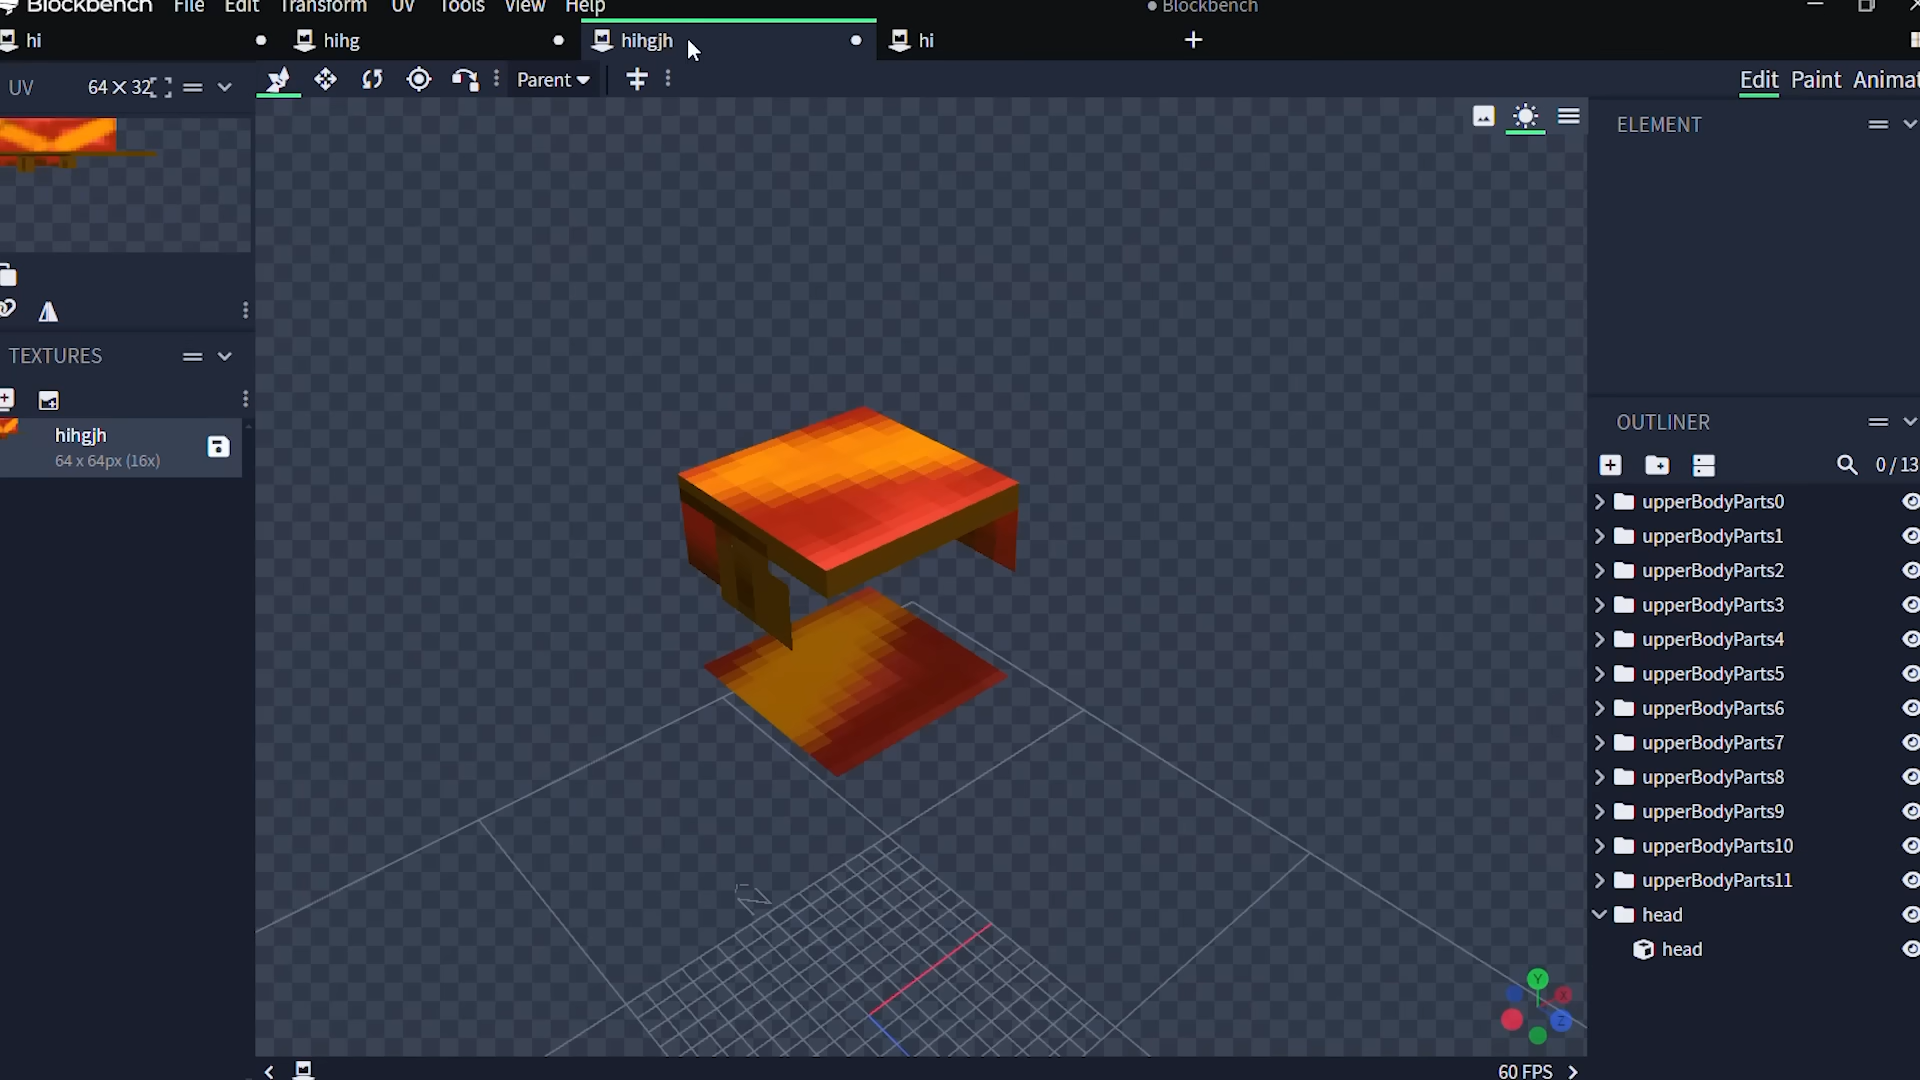 Blockbench File Edit Transform UV Tools View Help
Blockbench
hi
hihg
hihgjh
hi
UV 64×32
Parent
Edit Paint Animat
ELEMENT
TEXTURES
hihgjh
64 x 64px (16x)
OUTLINER
0/13
upperBodyParts0
upperBodyParts1
upperBodyParts2
upperBodyParts3
upperBodyParts4
upperBodyParts5
upperBodyParts6
upperBodyParts7
upperBodyParts8
upperBodyParts9
upperBodyParts10
upperBodyParts11
head
head
N
Y
X
Z
60 FPS